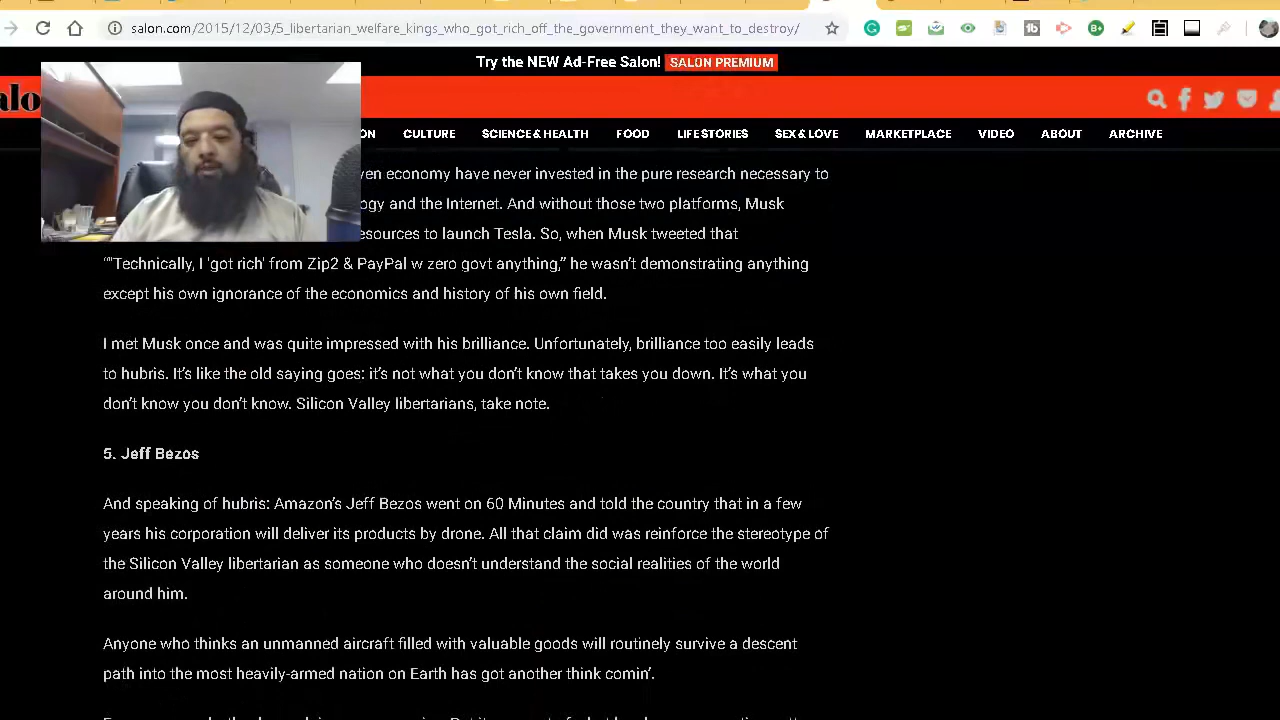 salon.com/2015/12/03/5_libertarian_welfare_kings_who_got_rich_off_the_government_they_want_to_destroy/
Try the NEW Ad-Free Salon! SALON PREMIUM
alo
ON CULTURE SCIENCE & HEALTH FOOD LIFE STORIES SEX & LOVE MARKETPLACE VIDEO ABOUT ARCHIVE
ven economy have never invested in the pure research necessary to
ogy and the Internet. And without those two platforms, Musk
esources to launch Tesla. So, when Musk tweeted that
“"Technically, I 'got rich' from Zip2 & PayPal w zero govt anything,” he wasn’t demonstrating anything
except his own ignorance of the economics and history of his own field.
I met Musk once and was quite impressed with his brilliance. Unfortunately, brilliance too easily leads
to hubris. It’s like the old saying goes: it’s not what you don’t know that takes you down. It’s what you
don’t know you don’t know. Silicon Valley libertarians, take note.
5. Jeff Bezos
And speaking of hubris: Amazon’s Jeff Bezos went on 60 Minutes and told the country that in a few
years his corporation will deliver its products by drone. All that claim did was reinforce the stereotype of
the Silicon Valley libertarian as someone who doesn’t understand the social realities of the world
around him.
Anyone who thinks an unmanned aircraft filled with valuable goods will routinely survive a descent
path into the most heavily-armed nation on Earth has got another think comin’.